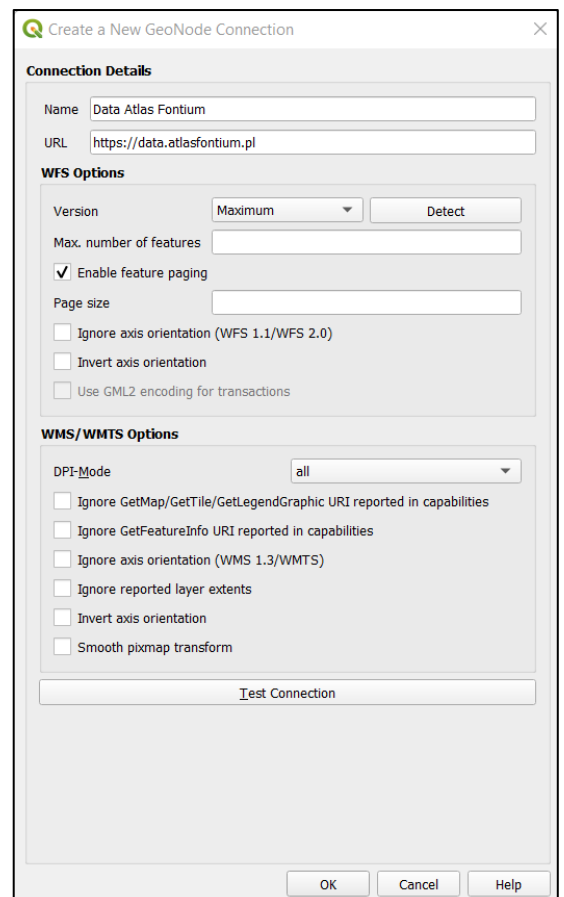 Create a New GeoNode Connection
Connection Details
Name Data Atlas Fontium
URL https://data.atlasfontium.pl
WFS Options
Version Maximum Detect
Max. number of features
Enable feature paging
Page size
Ignore axis orientation (WFS 1.1/WFS 2.0)
Invert axis orientation
Use GML2 encoding for transactions
WMS/WMTS Options
DPI-Mode all
Ignore GetMap/GetTile/GetLegendGraphic URI reported in capabilities
Ignore GetFeatureInfo URI reported in capabilities
Ignore axis orientation (WMS 1.3/WMTS)
Ignore reported layer extents
Invert axis orientation
Smooth pixmap transform
Test Connection
OK Cancel Help